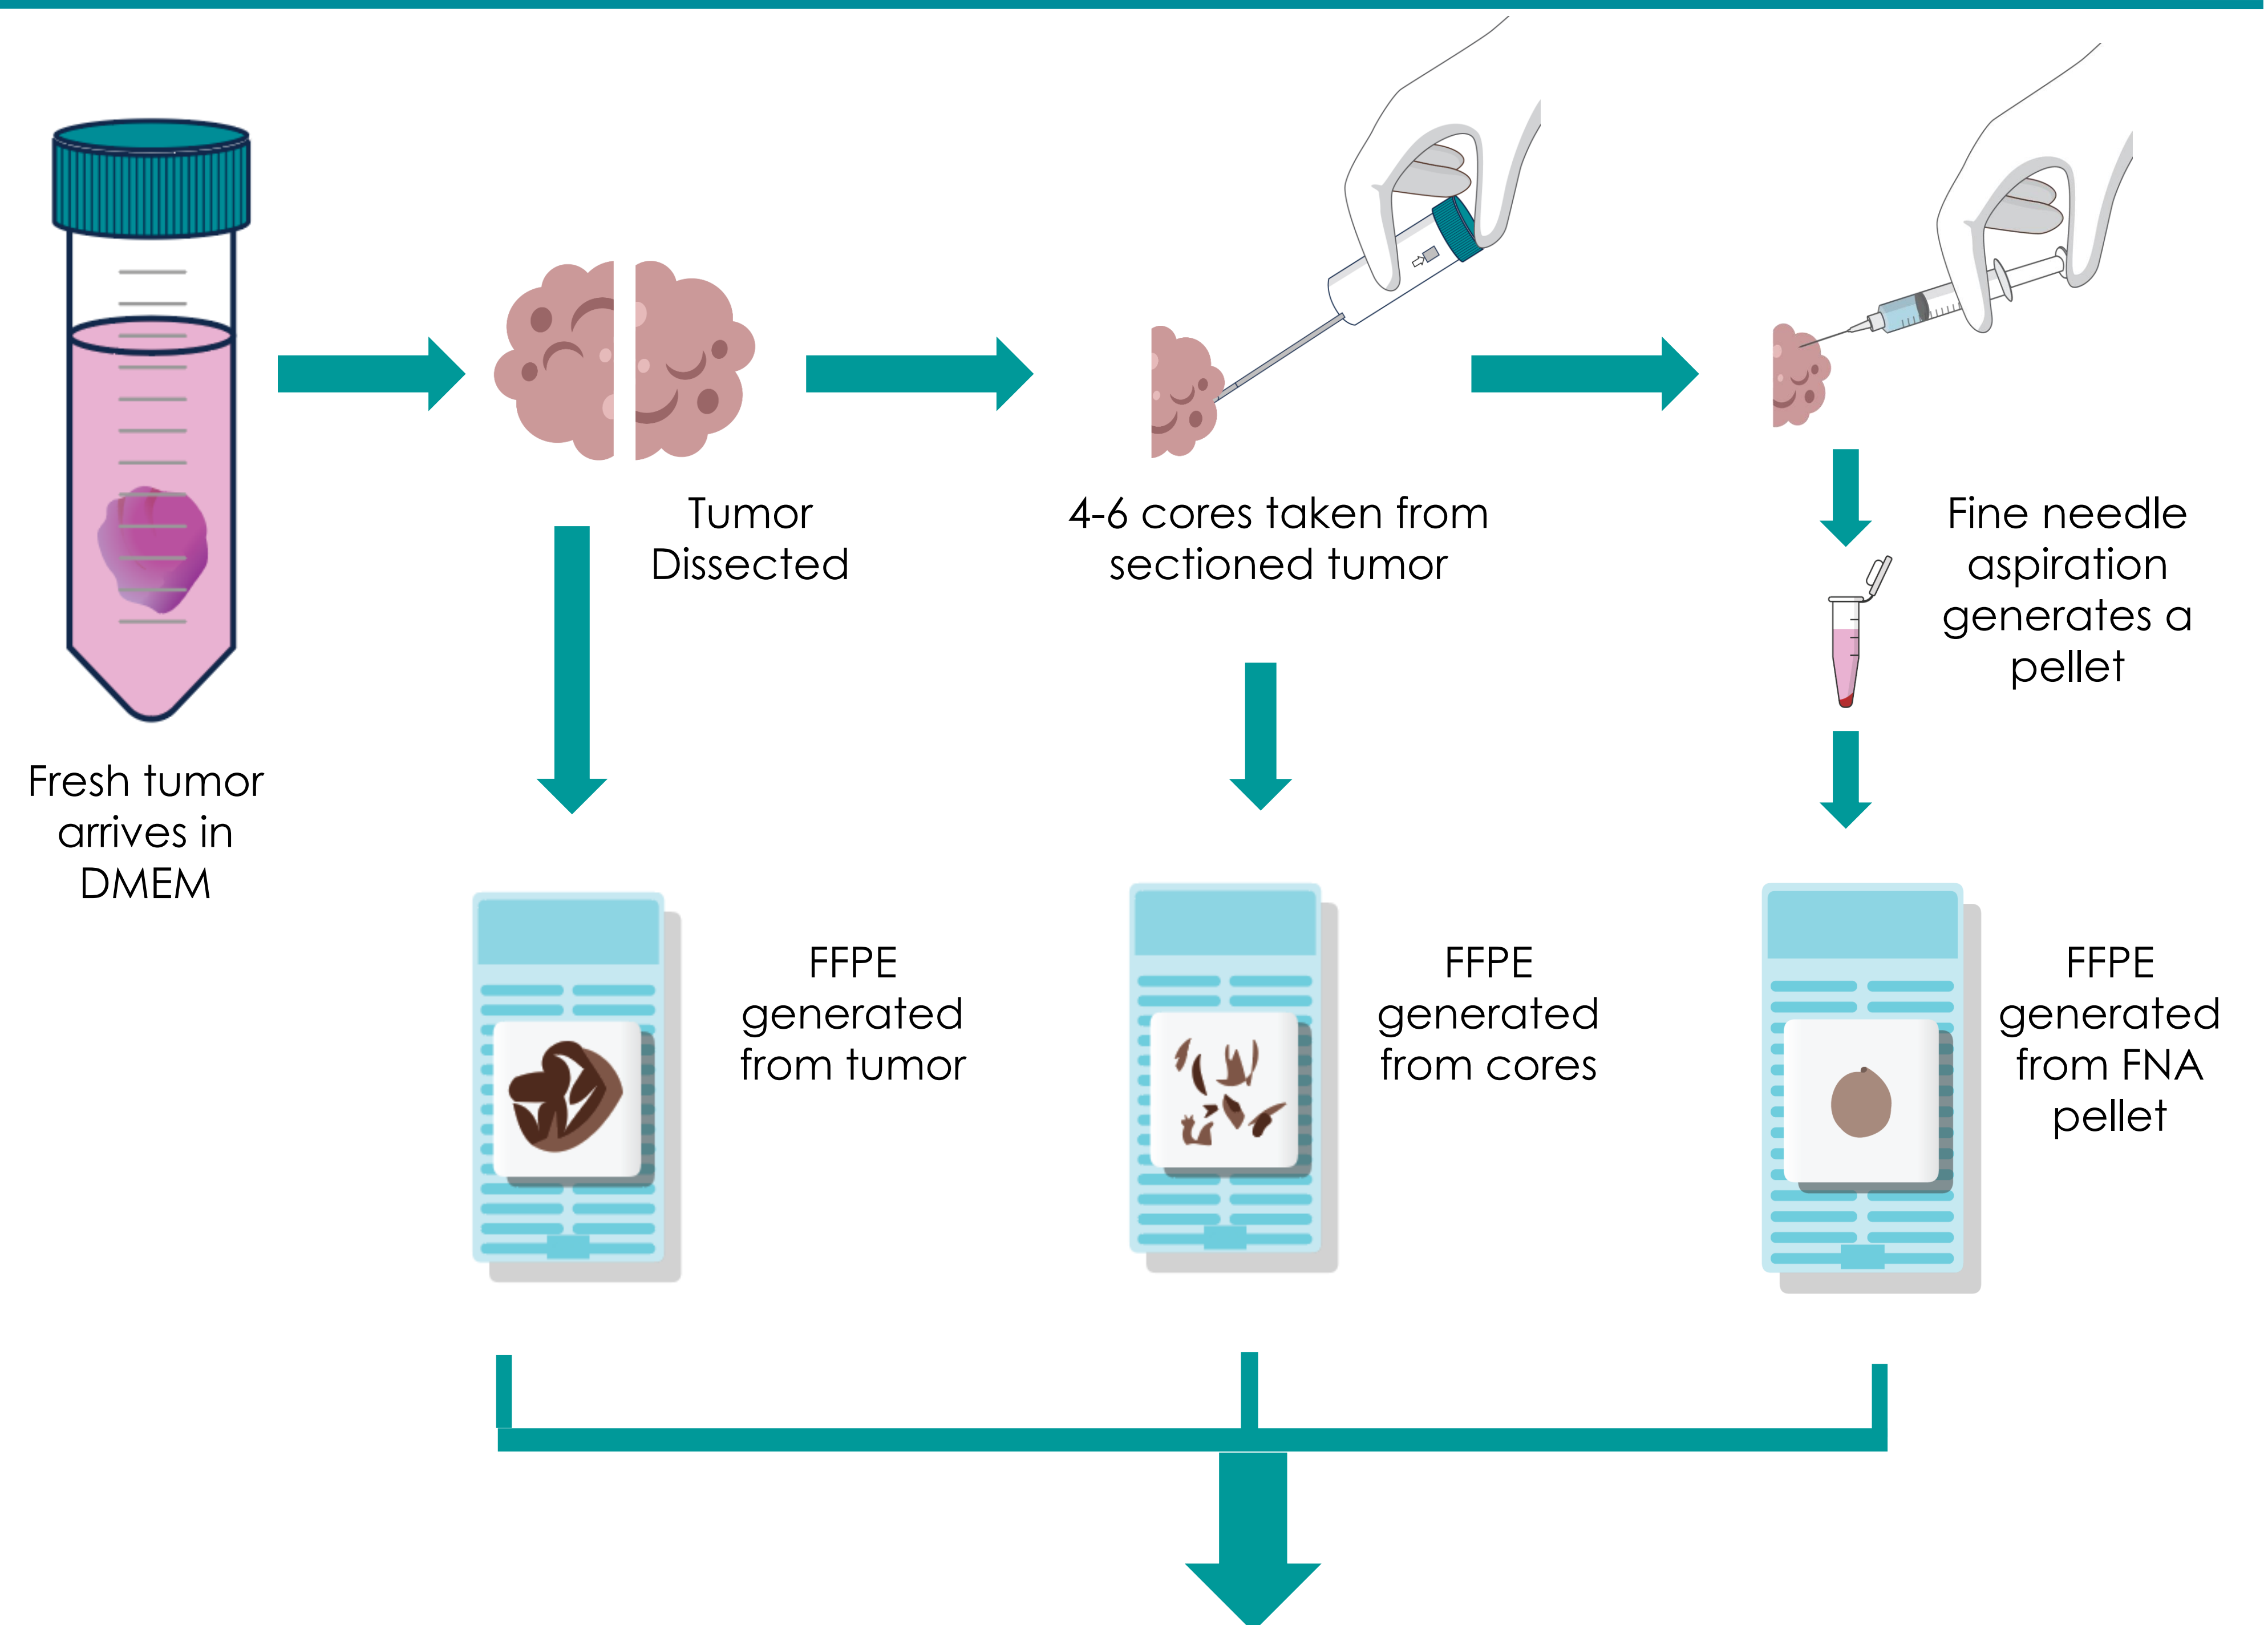 Fresh tumor
arrives in
DMEM
Tumor
Dissected
4-6 cores taken from
sectioned tumor
Fine needle
aspiration
generates a
pellet
FFPE
generated
from tumor
FFPE
generated
from cores
FFPE
generated
from FNA
pellet